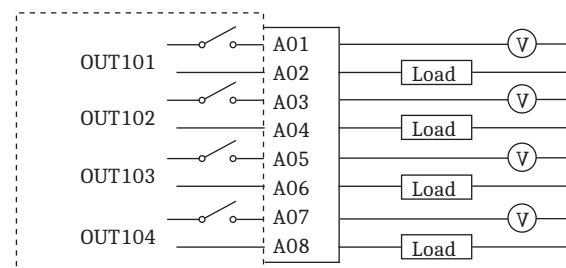 A01 V
OUT101
A02 Load
A03 V
OUT102
A04 Load
A05 V
OUT103
A06 Load
A07 V
OUT104
A08 Load